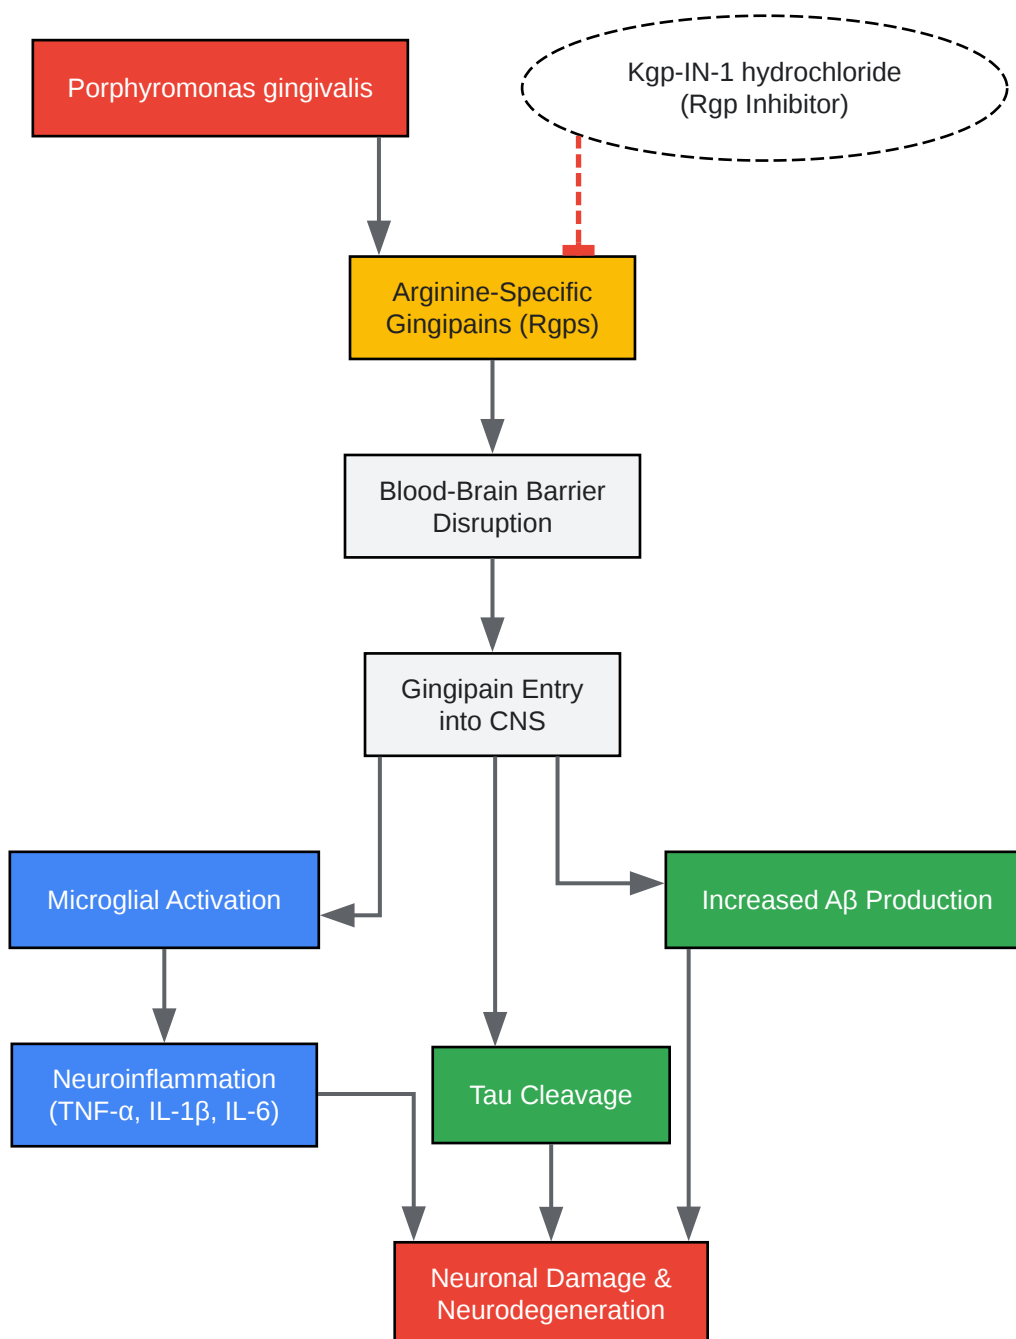 Porphyromonas gingivalis
Kgp-IN-1 hydrochloride
(Rgp Inhibitor)
Arginine-Specific
Gingipains (Rgps)
Blood-Brain Barrier
Disruption
Gingipain Entry
into CNS
Microglial Activation
Increased Aβ Production
Neuroinflammation
(TNF-α, IL-1β, IL-6)
Tau Cleavage
Neuronal Damage &
Neurodegeneration